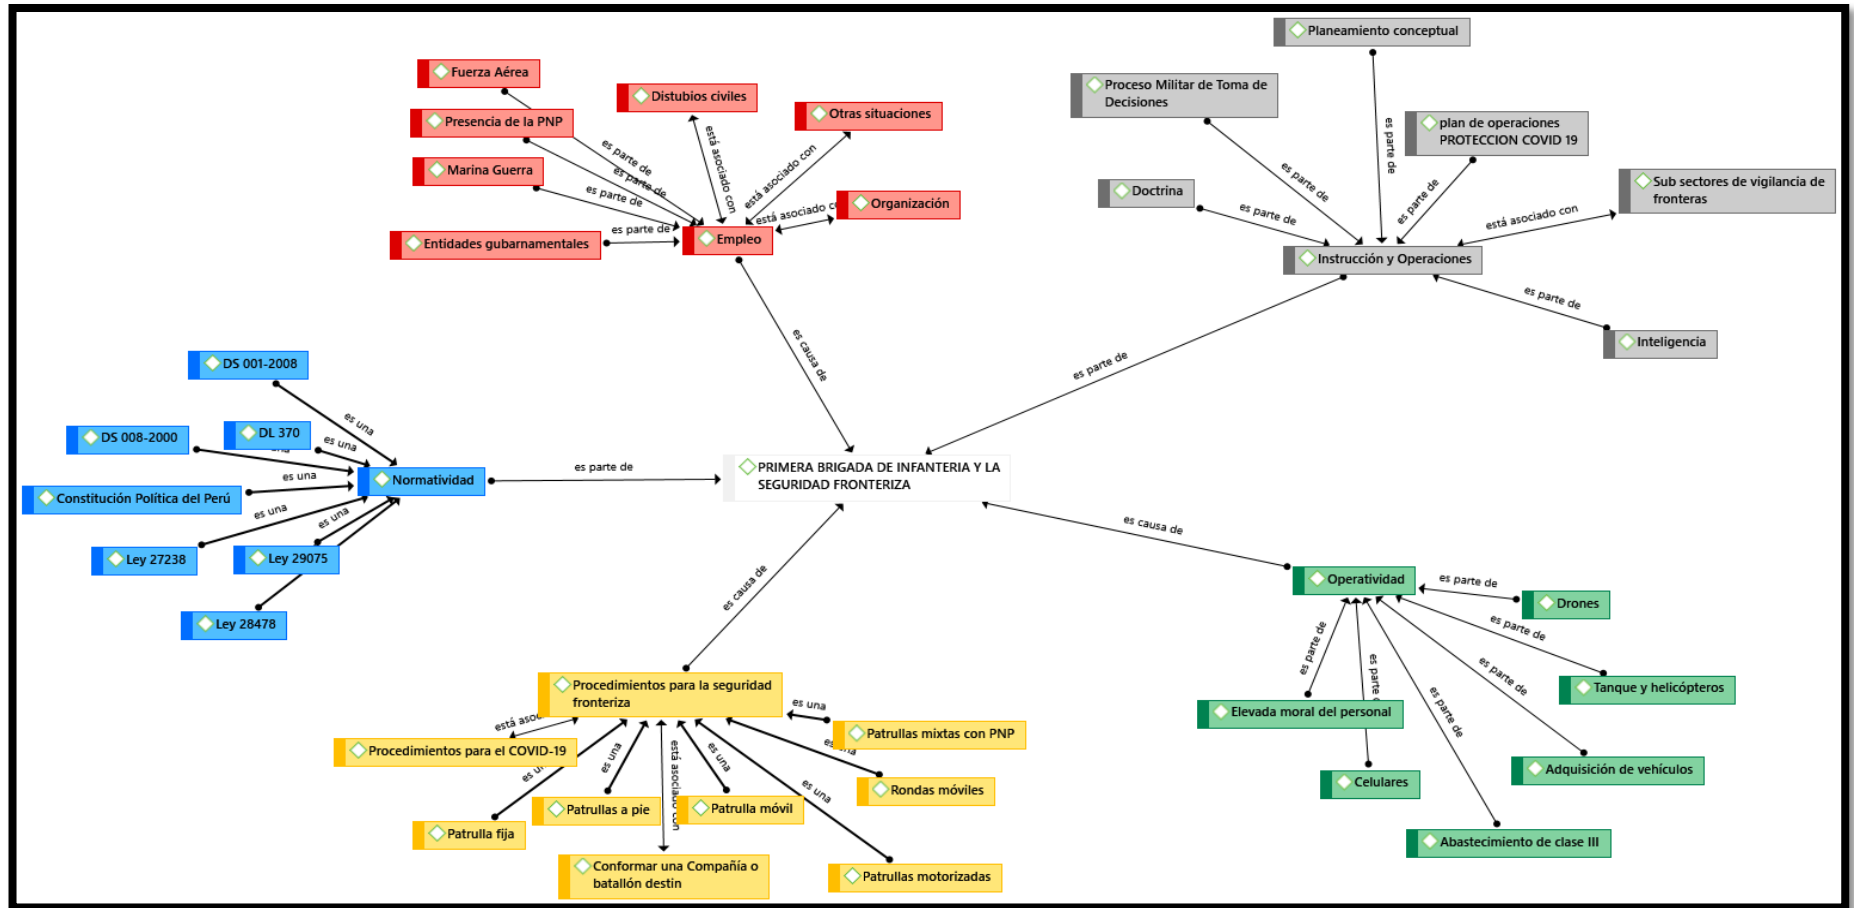 Planeamiento conceptual
Fuerza Aérea
Proceso Militar de Toma de
Decisiones
Distubios civiles
Otras situaciones
Presencia de la PNP
plan de operaciones
PROTECCION COVID 19
Marina Guerra
Doctrina
Sub sectores de vigilancia de
fronteras
Organización
Entidades gubarnamentales
Empleo
Instrucción y Operaciones
es parte de
es parte de
es parte de
es parte de
está asociado con
está asociado con
está asociado co
es parte de
es parte de
es parte de
es parte de
está asociado con
es parte de
Inteligencia
es causa de
es parte de
DS 001-2008
es una
DS 008-2000
DL 370
es una
una
Constitución Política del Perú
es una
Normatividad
es parte de
PRIMERA BRIGADA DE INFANTERIA Y LA
SEGURIDAD FRONTERIZA
es una
es una
Ley 27238
Ley 29075
Ley 28478
es causa de
es causa de
Operatividad
es parte de
Drones
es parte de
es parte de
es parte
es parte de
es parte de
Tanque y helicópteros
Elevada moral del personal
Adquisición de vehículos
Celulares
Abastecimiento de clase III
Procedimientos para la seguridad
fronteriza
es una
está asoc
Patrullas mixtas con PNP
Procedimientos para el COVID-19
es una
es una
está asociado con
es una
es una
es una
Rondas móviles
Patrullas a pie
Patrulla móvil
Patrulla fija
Conformar una Compañía o
batallón destin
Patrullas motorizadas